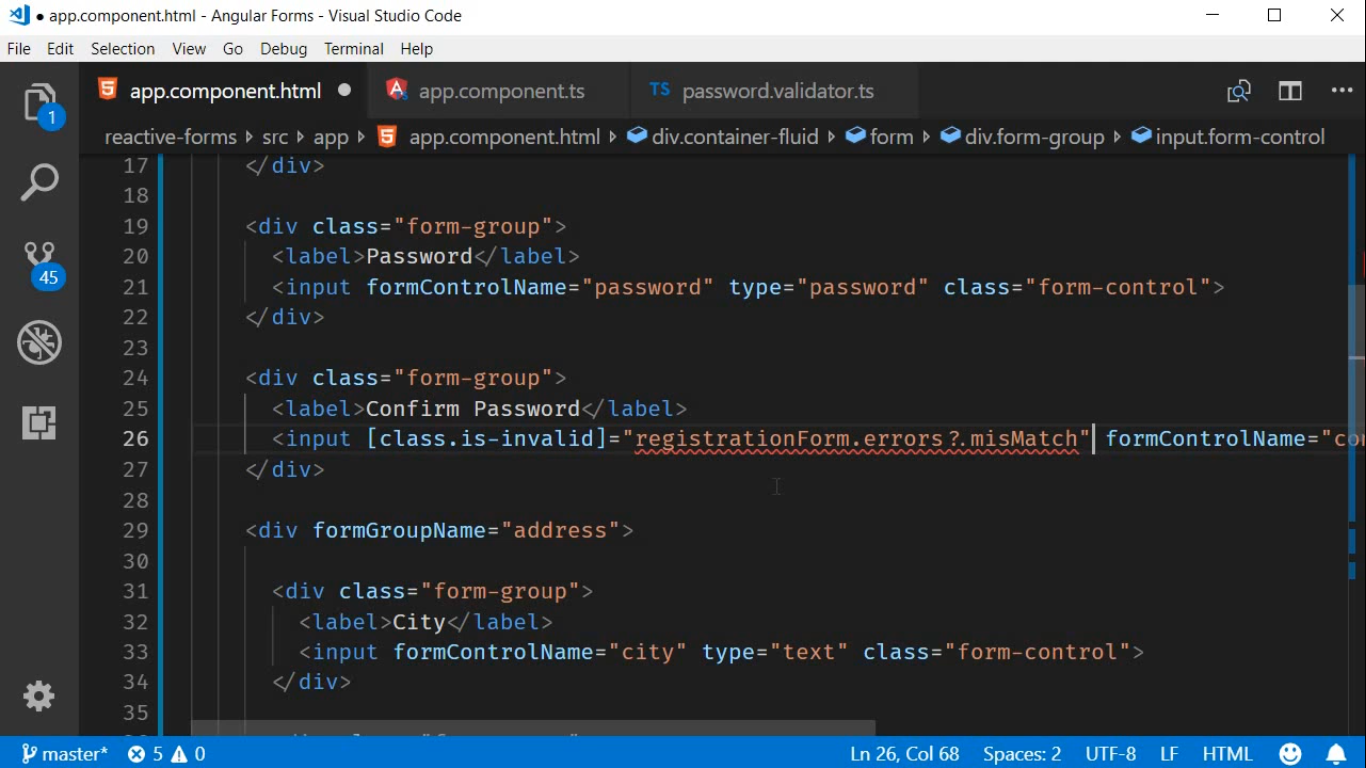 ● app.component.html - Angular Forms - Visual Studio Code
File Edit Selection View Go Debug Terminal Help
app.component.html app.component.ts TS password.validator.ts
1
reactive-forms src app app.component.html div.container-fluid form div.form-group input.form-control
17 </div>
18
19 <div class="form-group">
20 <label>Password</label>
21 <input formControlName="password" type="password" class="form-control">
22 </div>
23
24 <div class="form-group">
25 <label>Confirm Password</label>
26 <input [class.is-invalid]="registrationForm.errors?.misMatch" formControlName="co
27 </div>
28
29 <div formGroupName="address">
30
31 <div class="form-group">
32 <label>City</label>
33 <input formControlName="city" type="text" class="form-control">
34 </div>
35
45
master* 5 0 Ln 26, Col 68 Spaces: 2 UTF-8 LF HTML